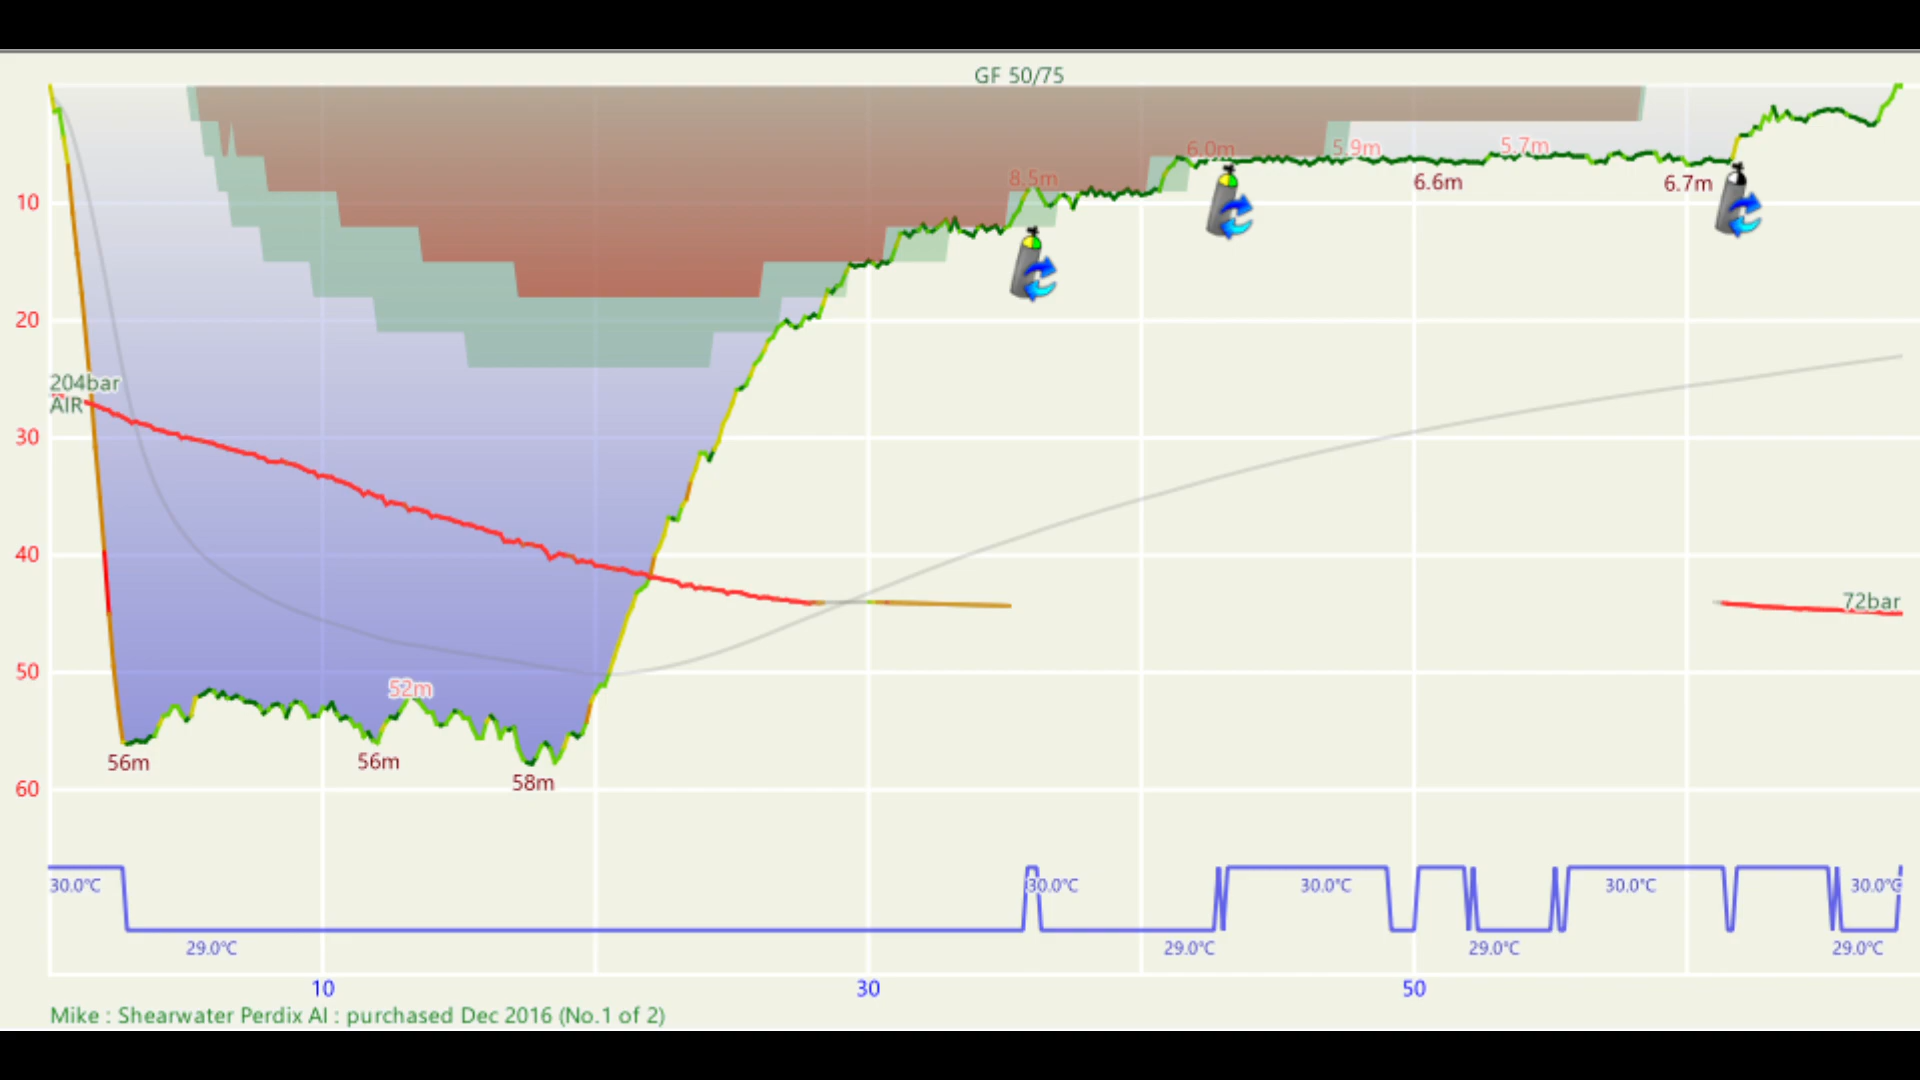 GF 50/75
6.0m
5.9m
5.7m
8.5m
6.6m
6.7m
10
20
204bar
AIR
30
40
72bar
50
52m
56m
56m
58m
60
30.0°C
30.0°C
30.0°C
30.0°C
30.0°C
29.0°C
29.0°C
29.0°C
29.0°C
10
30
50
Mike : Shearwater Perdix AI : purchased Dec 2016 (No.1 of 2)